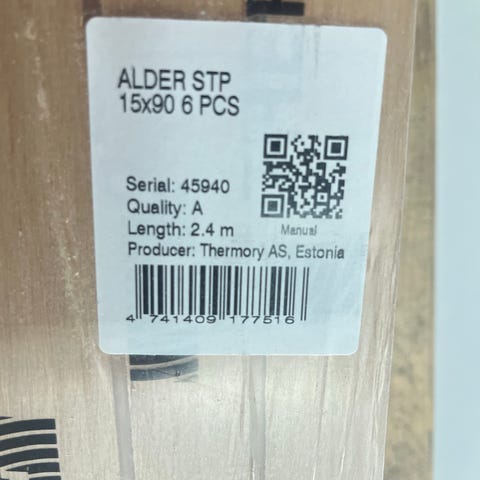 ALDER STP
15x90 6 PCS
Serial: 45940
Quality: A
Length: 2.4 m
Manual
Producer: Thermory AS, Estonia
4 741409 177516